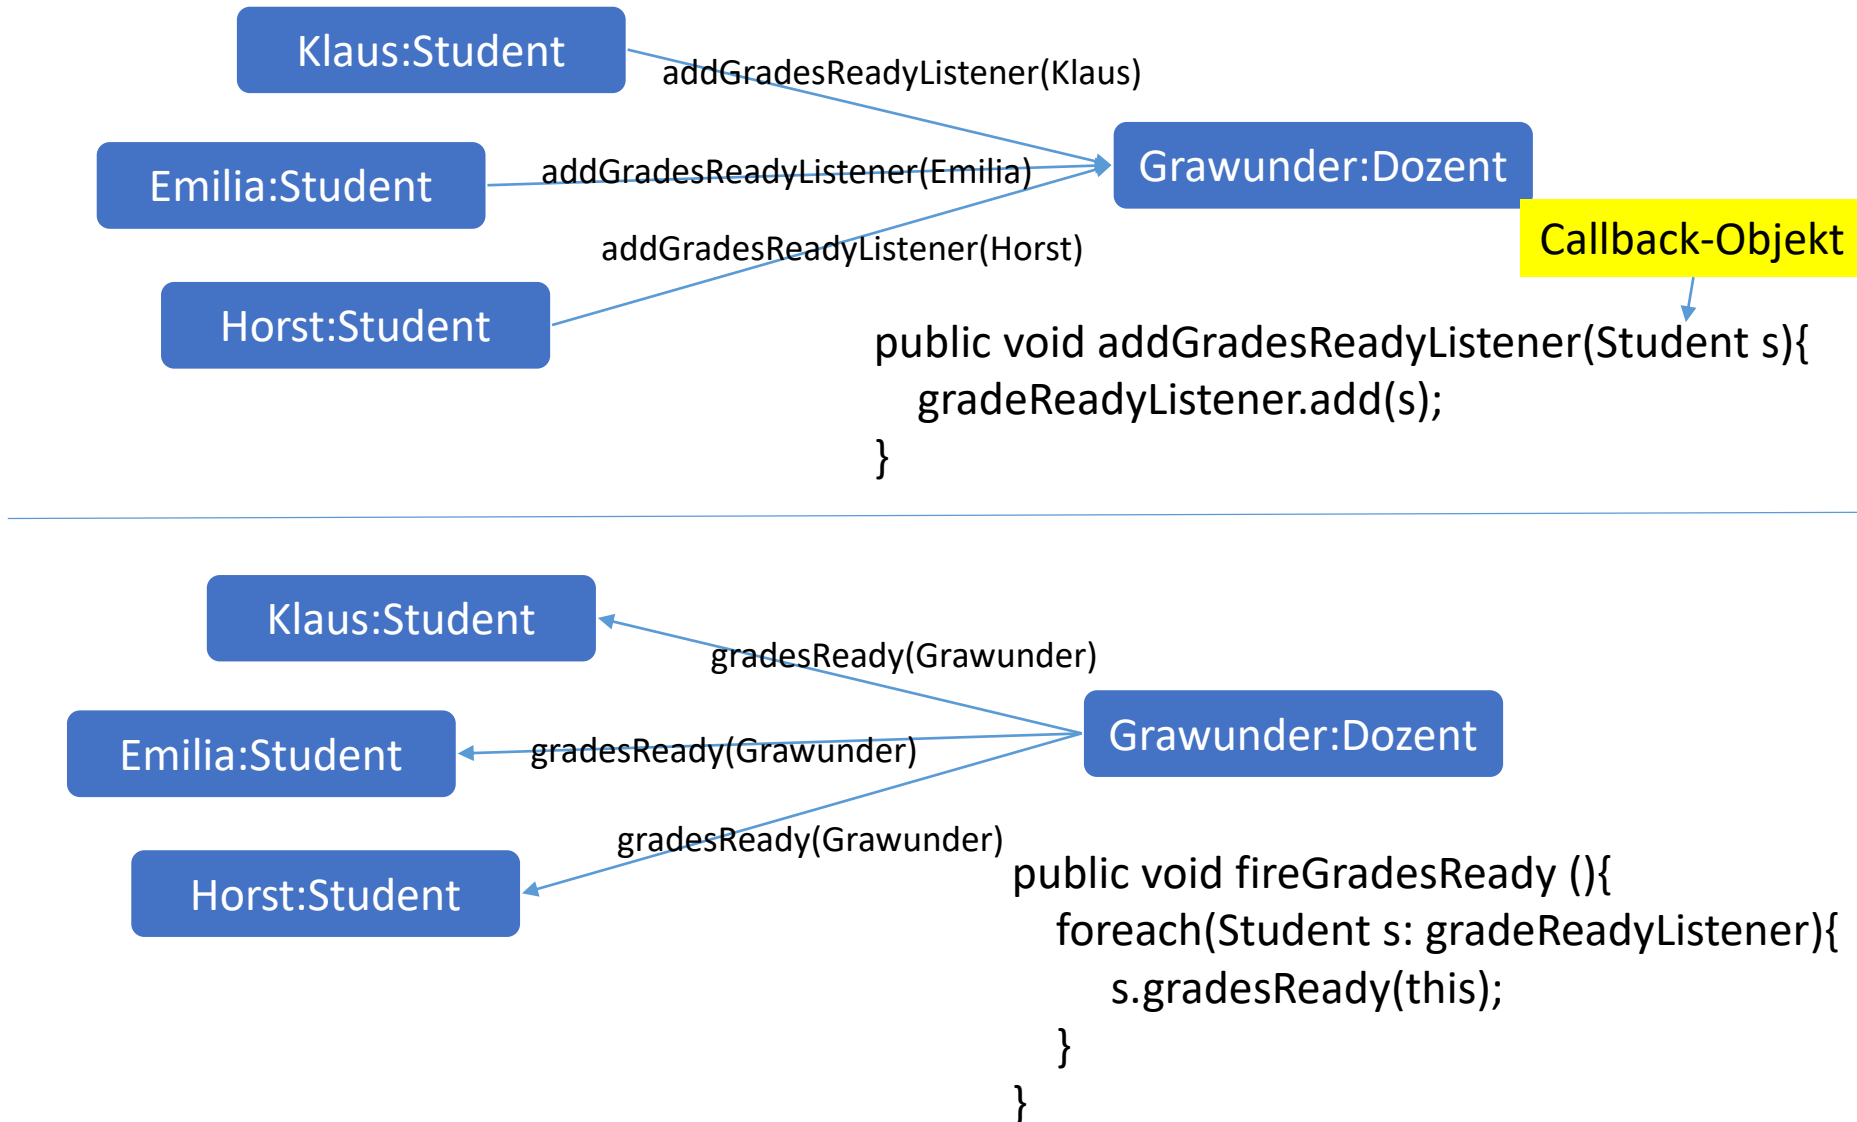 Klaus:Student
addGradesReadyListener(Klaus)
Emilia:Student
addGradesReadyListener(Emilia)
Grawunder:Dozent
Horst:Student
addGradesReadyListener(Horst)
Callback-Objekt
public void addGradesReadyListener(Student s){
gradeReadyListener.add(s);
}
Klaus:Student
gradesReady(Grawunder)
Emilia:Student
gradesReady(Grawunder)
Grawunder:Dozent
Horst:Student
gradesReady(Grawunder)
public void fireGradesReady (){
foreach(Student s: gradeReadyListener){
s.gradesReady(this);
}
}